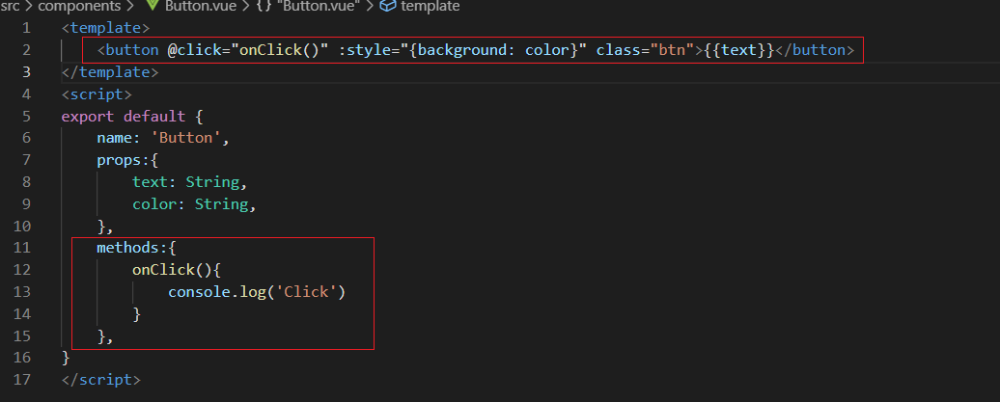 src > components > Button.vue > {} "Button.vue" > template
1 <template>
2     <button @click="onClick()" :style="{background: color}" class="btn">{{text}}</button>
3 </template>
4 <script>
5 export default {
6     name: 'Button',
7     props:{
8         text: String,
9         color: String,
10     },
11     methods:{
12         onClick(){
13             console.log('Click')
14         }
15     },
16 }
17 </script>